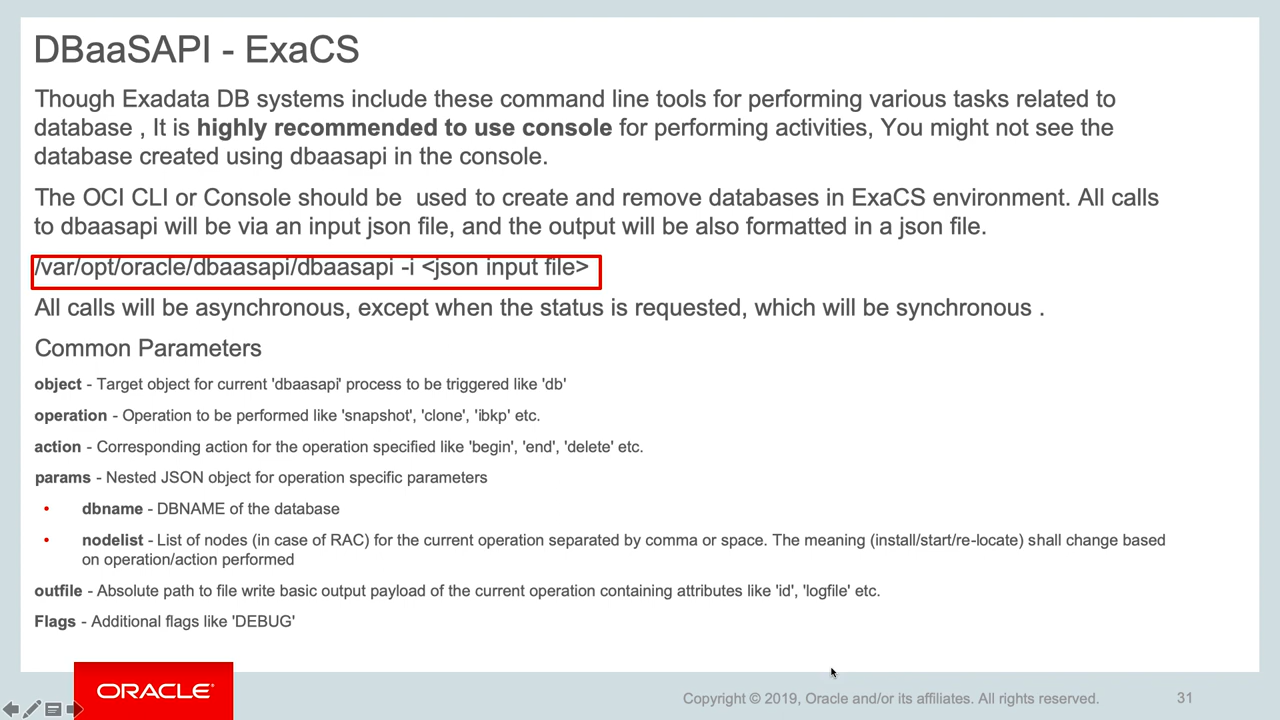 DBaaSAPI - ExaCS
Though Exadata DB systems include these command line tools for performing various tasks related to
database , It is highly recommended to use console for performing activities, You might not see the
database created using dbaasapi in the console.
The OCI CLI or Console should be  used to create and remove databases in ExaCS environment. All calls
to dbaasapi will be via an input json file, and the output will be also formatted in a json file.
/var/opt/oracle/dbaasapi/dbaasapi -i <json input file>
All calls will be asynchronous, except when the status is requested, which will be synchronous .
Common Parameters
object - Target object for current 'dbaasapi' process to be triggered like 'db'
operation - Operation to be performed like 'snapshot', 'clone', 'ibkp' etc.
action - Corresponding action for the operation specified like 'begin', 'end', 'delete' etc.
params - Nested JSON object for operation specific parameters
• dbname - DBNAME of the database
• nodelist - List of nodes (in case of RAC) for the current operation separated by comma or space. The meaning (install/start/re-locate) shall change based
on operation/action performed
outfile - Absolute path to file write basic output payload of the current operation containing attributes like 'id', 'logfile' etc.
Flags - Additional flags like 'DEBUG'
ORACLE®
Copyright © 2019, Oracle and/or its affiliates. All rights reserved.
31